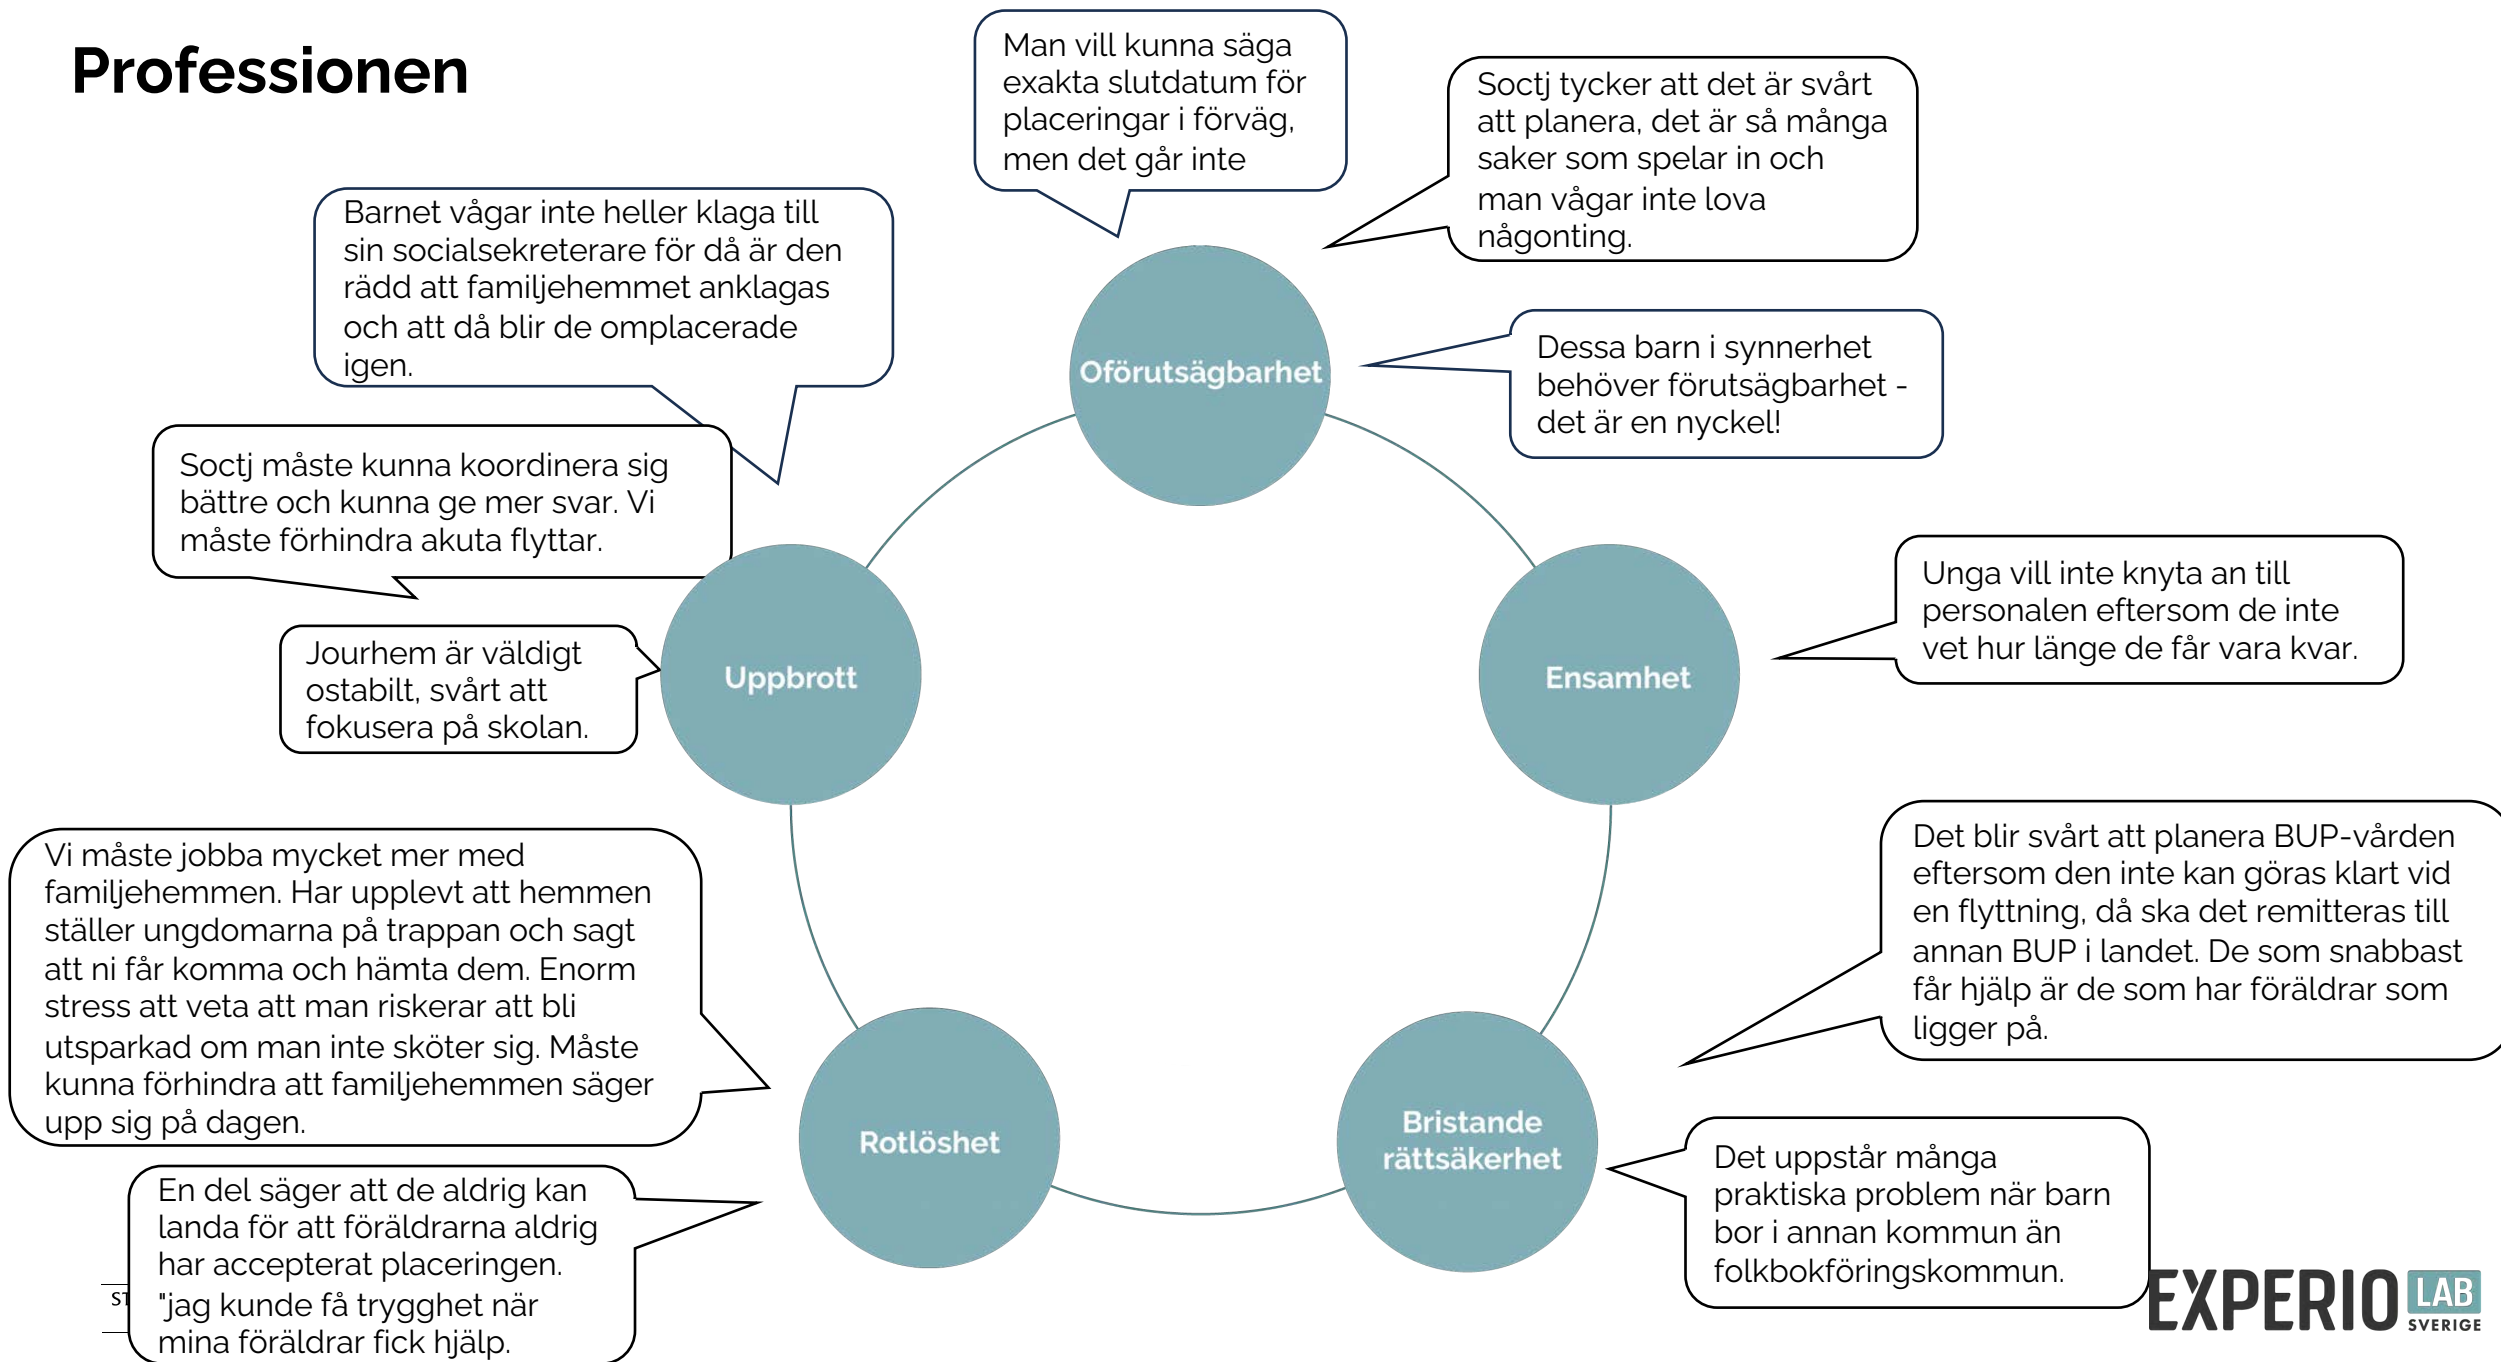 Professionen
Man vill kunna säga
exakta slutdatum för
placeringar i förväg,
men det går inte
Soctj tycker att det är svårt
att planera, det är så många
saker som spelar in och
man vågar inte lova
någonting.
Barnet vågar inte heller klaga till
sin socialsekreterare för då är den
rädd att familjehemmet anklagas
och att då blir de omplacerade
igen.
Oförutsägbarhet
Dessa barn i synnerhet
behöver förutsägbarhet -
det är en nyckel!
Soctj måste kunna koordinera sig
bättre och kunna ge mer svar. Vi
måste förhindra akuta flyttar.
Jourhem är väldigt
ostabilt, svårt att
fokusera på skolan.
Uppbrott
Ensamhet
Unga vill inte knyta an till
personalen eftersom de inte
vet hur länge de får vara kvar.
Vi måste jobba mycket mer med
familjehemmen. Har upplevt att hemmen
ställer ungdomarna på trappan och sagt
att ni får komma och hämta dem. Enorm
stress att veta att man riskerar att bli
utsparkad om man inte sköter sig. Måste
kunna förhindra att familjehemmen säger
upp sig på dagen.
Det blir svårt att planera BUP-vården
eftersom den inte kan göras klart vid
en flyttning, då ska det remitteras till
annan BUP i landet. De som snabbast
får hjälp är de som har föräldrar som
ligger på.
Rotlöshet
Bristande
rättsäkerhet
En del säger att de aldrig kan
landa för att föräldrarna aldrig
har accepterat placeringen.
"jag kunde få trygghet när
mina föräldrar fick hjälp.
Det uppstår många
praktiska problem när barn
bor i annan kommun än
folkbokföringskommun.
ST
EXPERIO LAB
SVERIGE